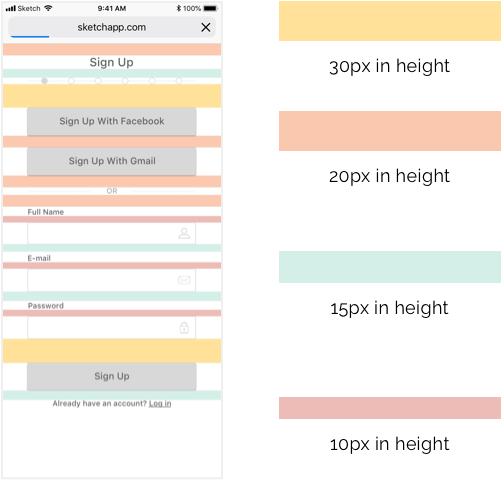 Sketch 9:41 AM 100%
sketchapp.com
Sign Up
Sign Up With Facebook
Sign Up With Gmail
OR
Full Name
E-mail
Password
Sign Up
Already have an account? Log in
30px in height
20px in height
15px in height
10px in height